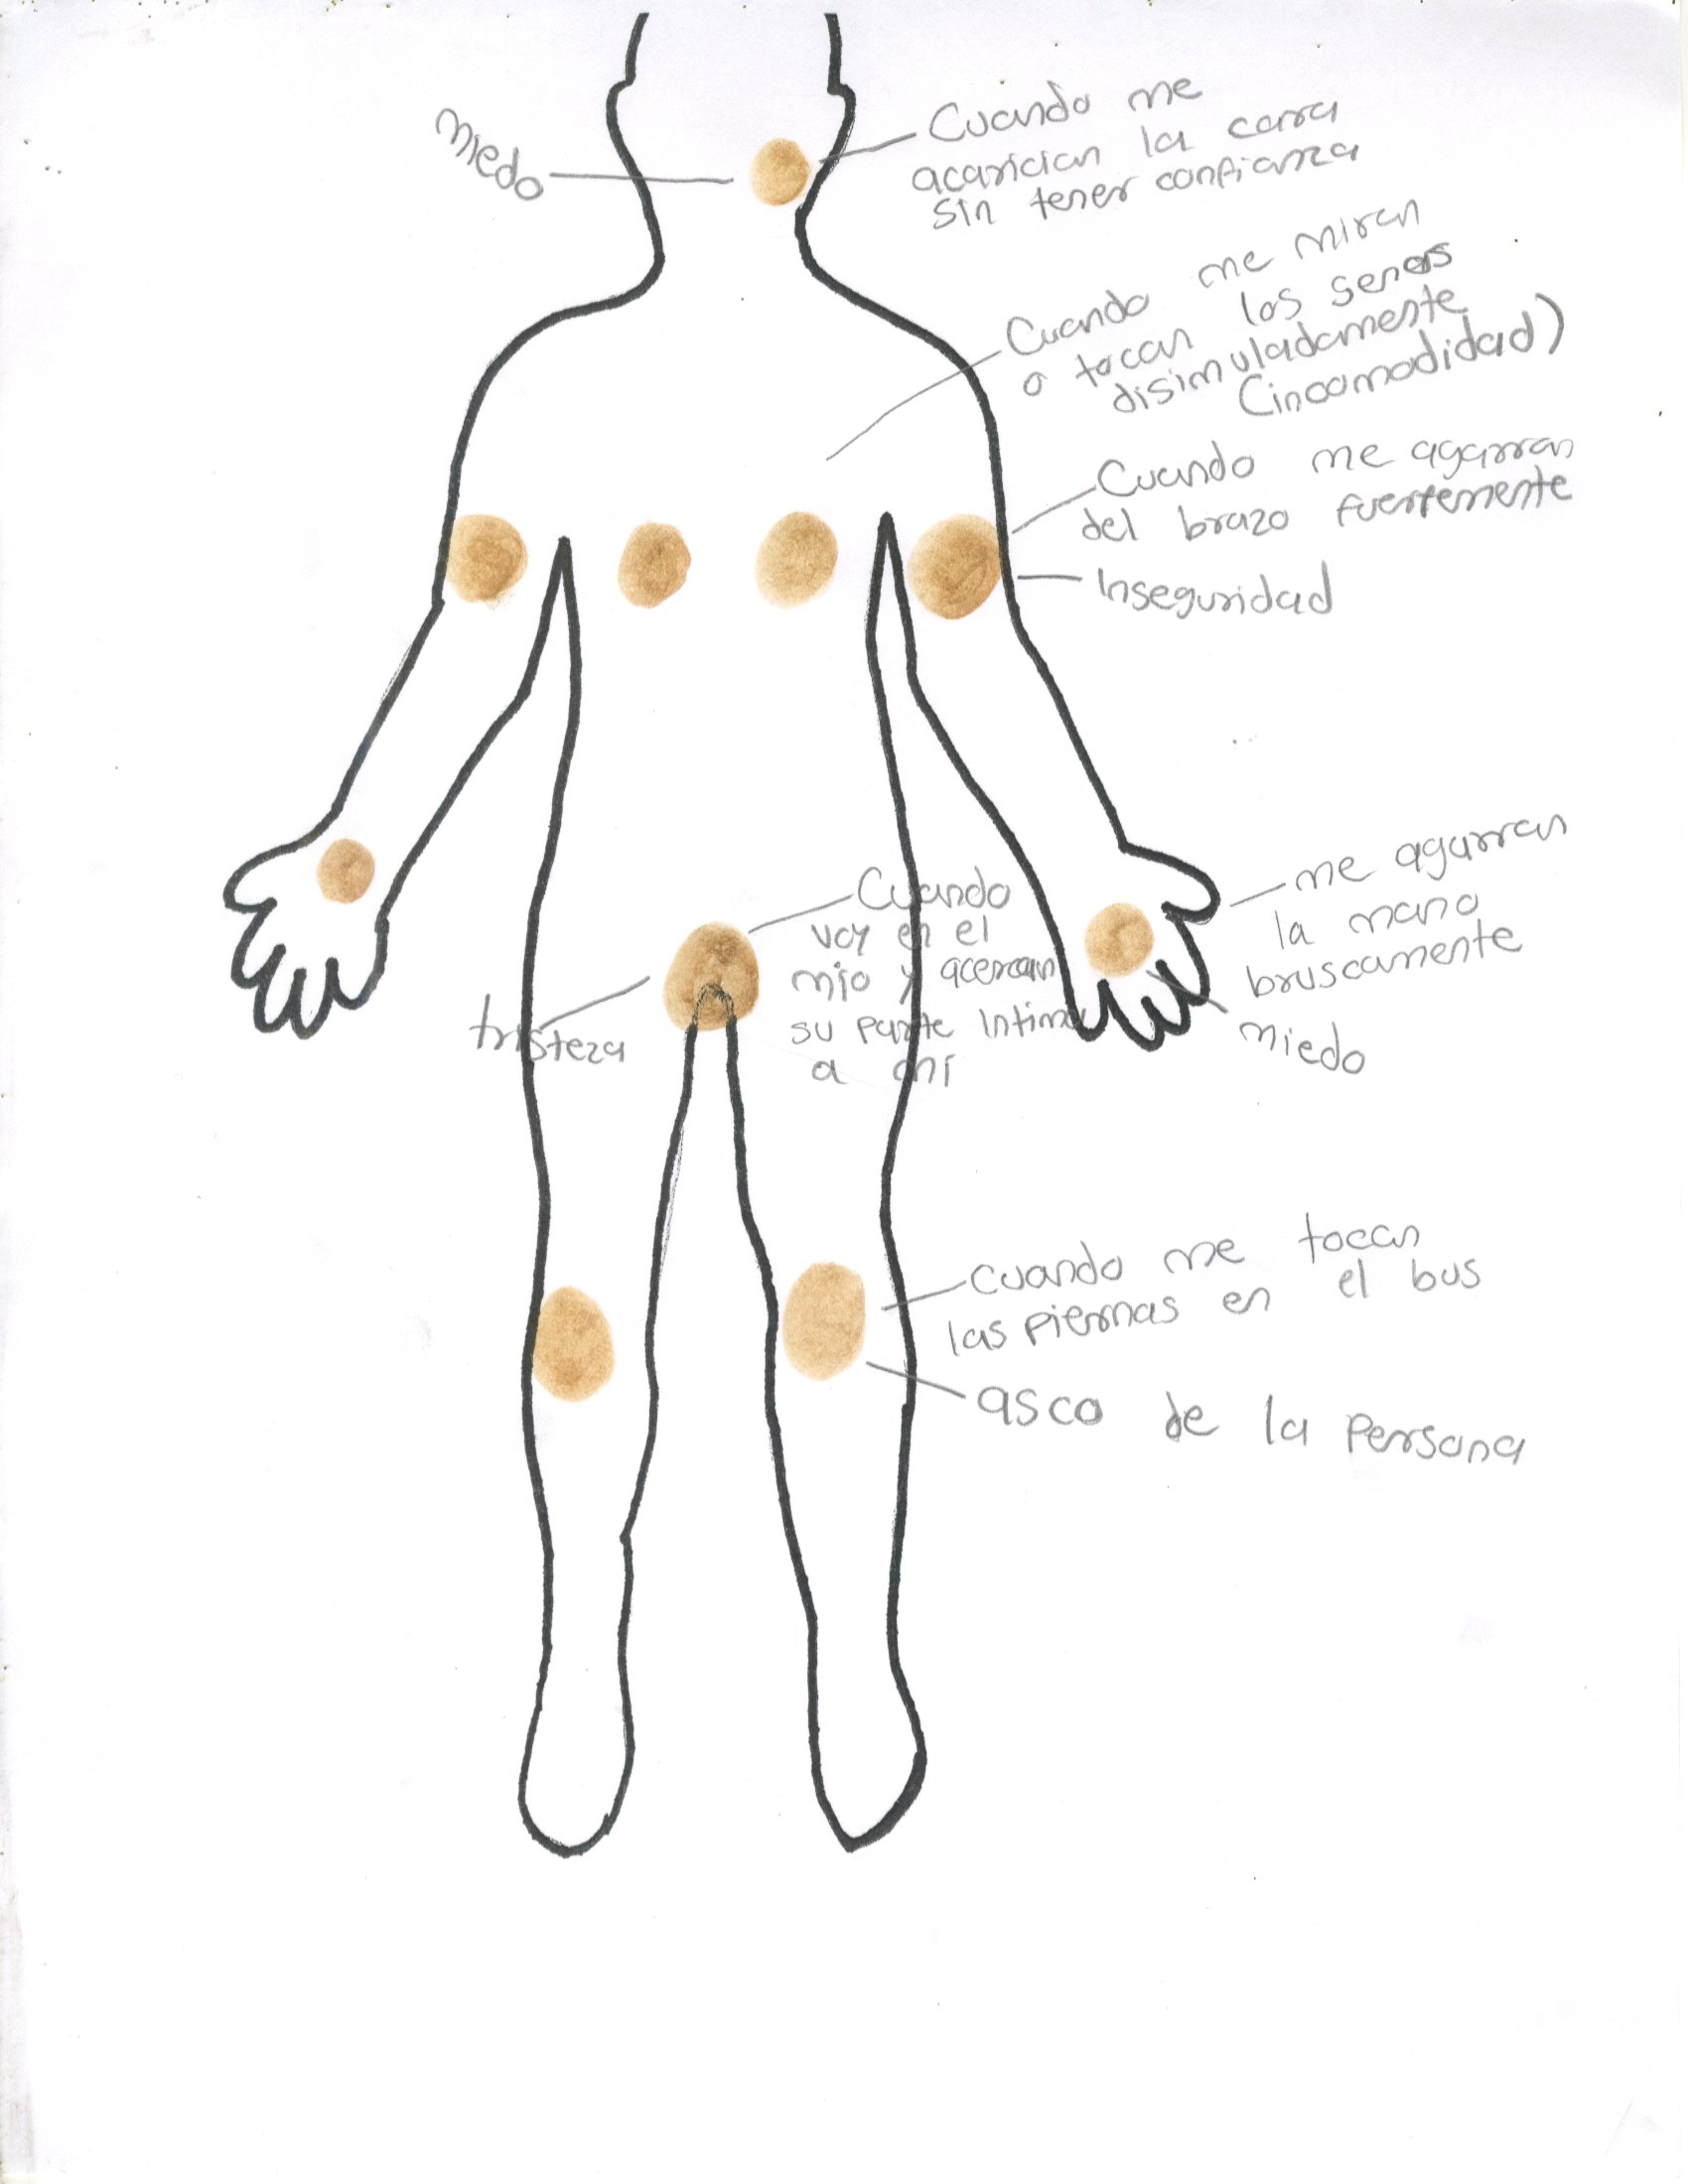 Miedo
Cuando me
acarician la cara
sin tener confianza
Cuando me miran
o tocan los senos
disimuladamente
(incomodidad)
Cuando me agarran
del brazo fuertemente
Inseguridad
me agarran
la mano
bruscamente
Miedo
Cuando
voy en el
mio y acercan
su parte intima
a mi
tristeza
Cuando me tocan
las piernas en el bus
asco de la persona